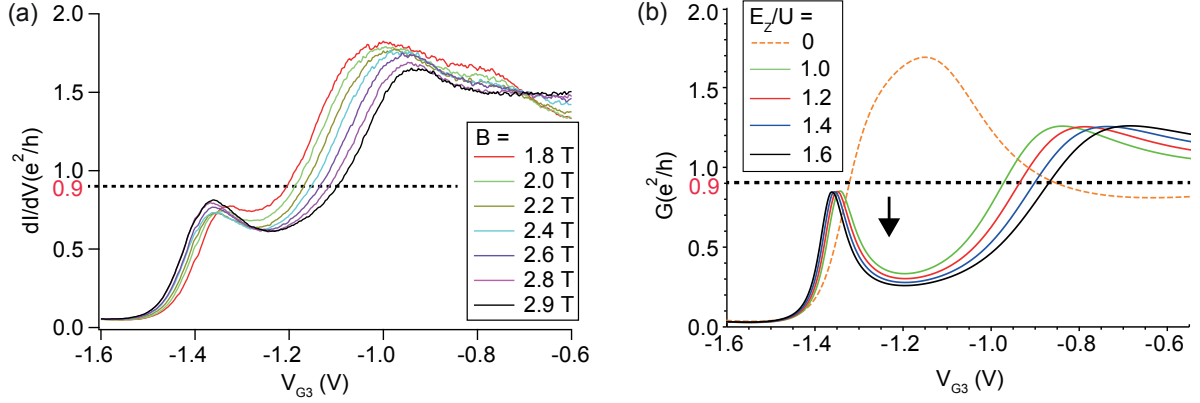 (a)
2.0
1.5
1.0
0.9
0.5
0.0
dI/dV(e²/h)
B =
1.8 T
2.0 T
2.2 T
2.4 T
2.6 T
2.8 T
2.9 T
-1.6 -1.4 -1.2 -1.0 -0.8 -0.6
V_G3 (V)
(b)
2.0
1.5
1.0
0.9
0.5
0.0
G(e²/h)
E_Z/U =
0
1.0
1.2
1.4
1.6
-1.6 -1.4 -1.2 -1.0 -0.8 -0.6
V_G3 (V)